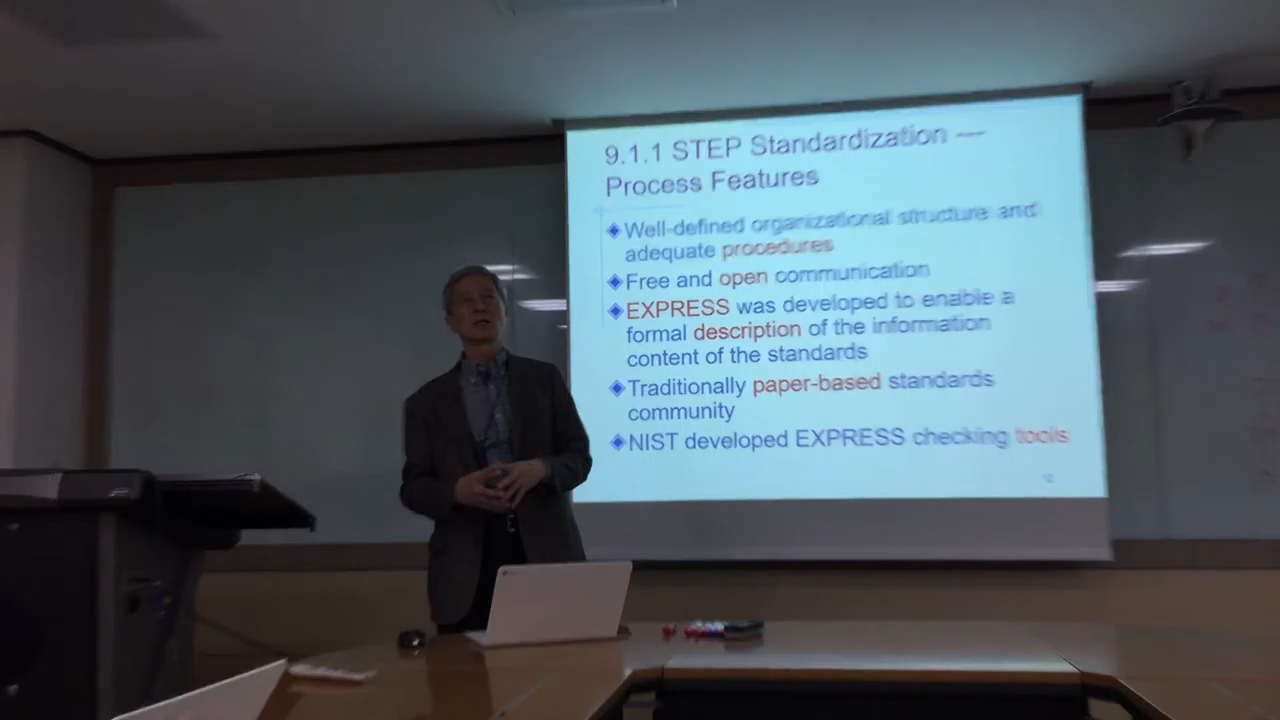 9.1.1 STEP Standardization —
Process Features
Well-defined organizational structure and
adequate procedures
Free and open communication
EXPRESS was developed to enable a
formal description of the information
content of the standards
Traditionally paper-based standards
community
NIST developed EXPRESS checking tools